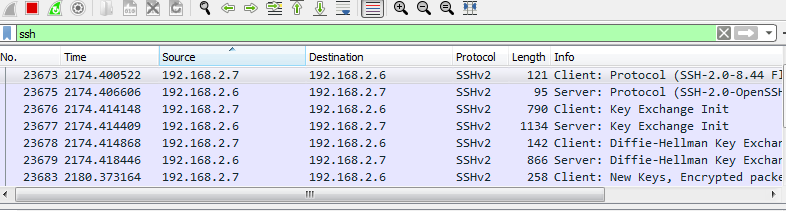 ssh
No. Time Source Destination Protocol Length Info
23673 2174.400522 192.168.2.7 192.168.2.6 SSHv2 121 Client: Protocol (SSH-2.0-8.44 Fl
23675 2174.406606 192.168.2.6 192.168.2.7 SSHv2 95 Server: Protocol (SSH-2.0-OpenSSH
23676 2174.414148 192.168.2.7 192.168.2.6 SSHv2 790 Client: Key Exchange Init
23677 2174.414409 192.168.2.6 192.168.2.7 SSHv2 1134 Server: Key Exchange Init
23678 2174.414868 192.168.2.7 192.168.2.6 SSHv2 142 Client: Diffie-Hellman Key Exchan
23679 2174.418446 192.168.2.6 192.168.2.7 SSHv2 866 Server: Diffie-Hellman Key Exchan
23683 2180.373164 192.168.2.7 192.168.2.6 SSHv2 258 Client: New Keys, Encrypted packe